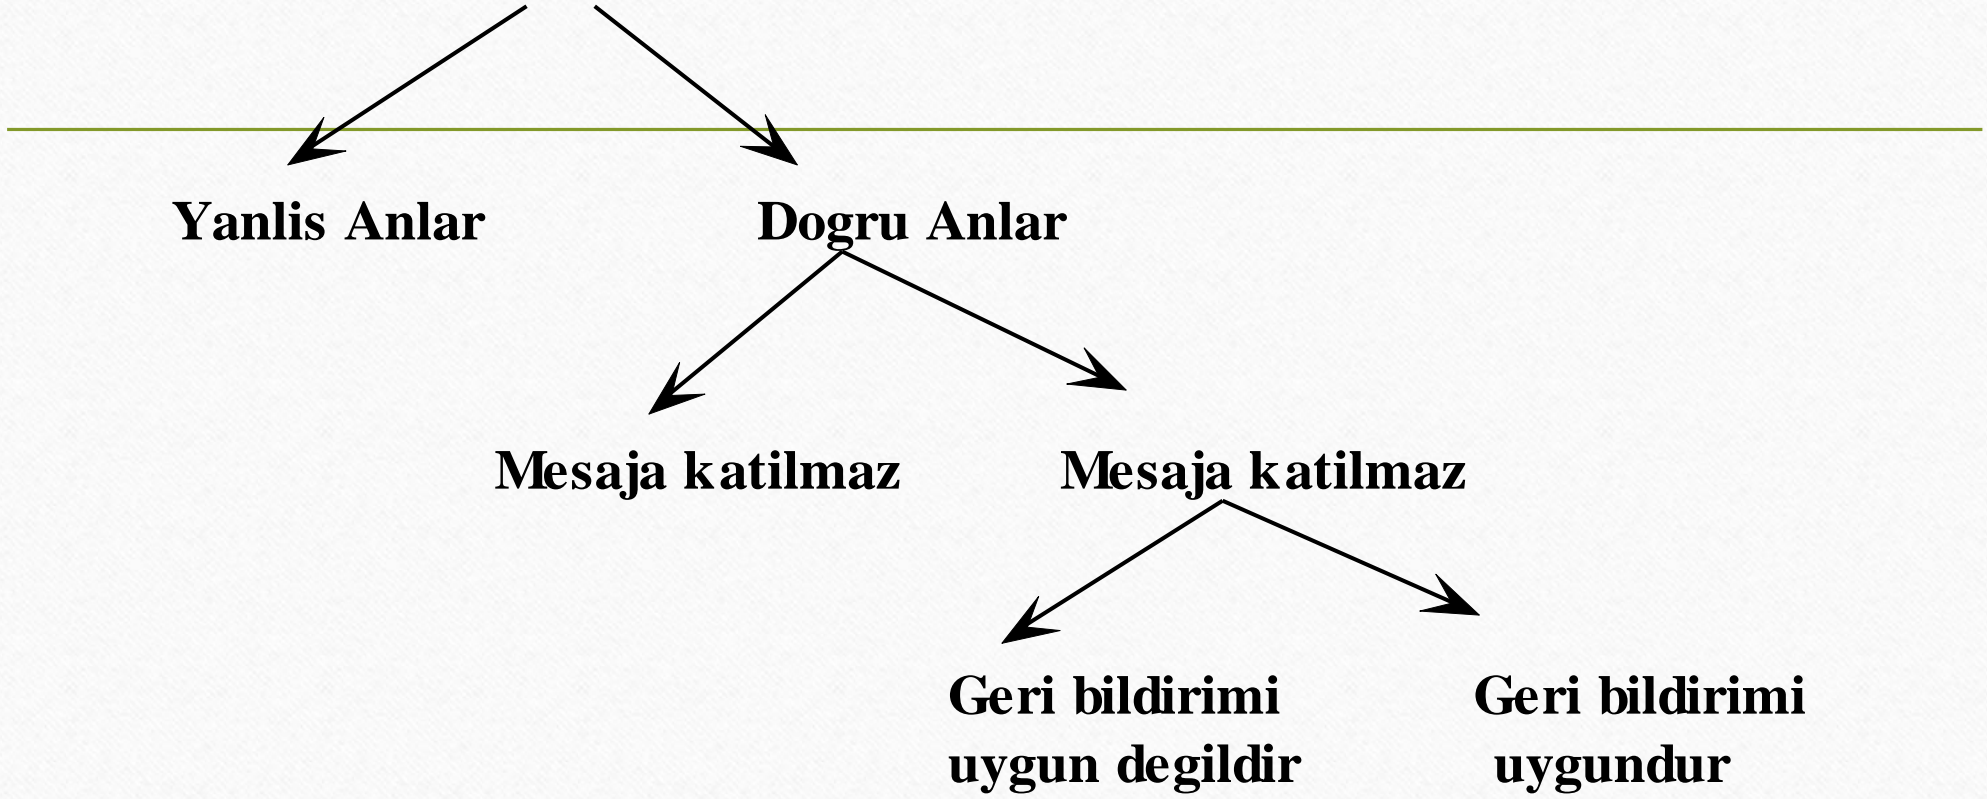 Yanlis Anlar
Dogru Anlar
Mesaja katilmaz
Mesaja katilmaz
Geri bildirimi
uygun degildir
Geri bildirimi
uygundur